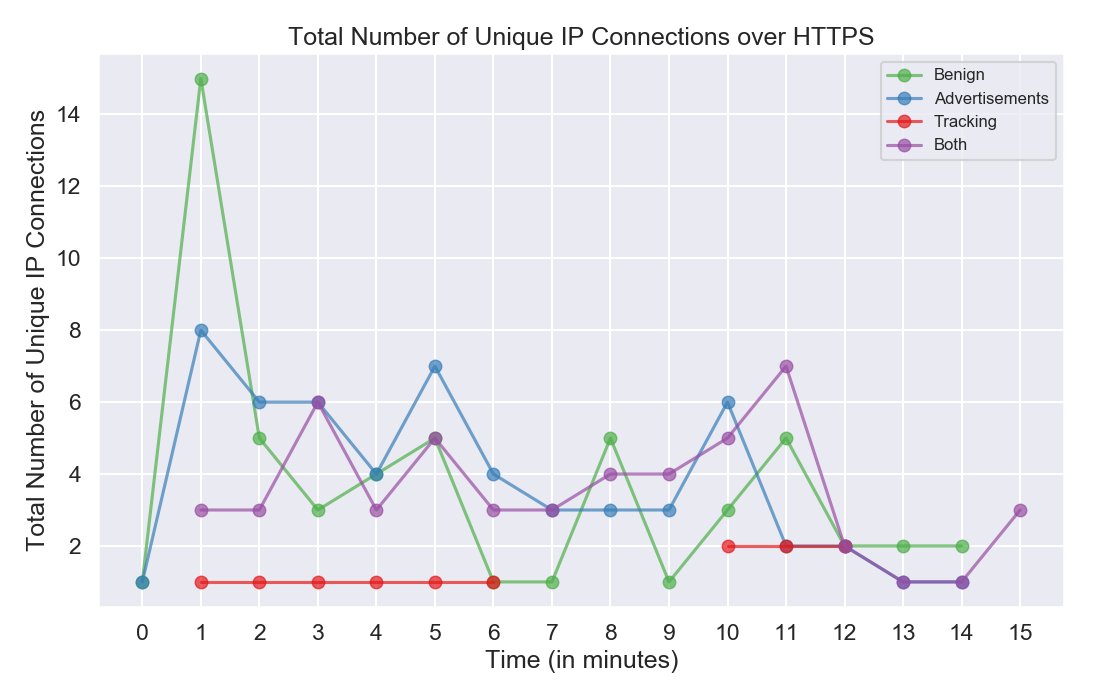 Total Number of Unique IP Connections over HTTPS
Total Number of Unique IP Connections
14
12
10
8
6
4
2
Benign
Advertisements
Tracking
Both
0 1 2 3 4 5 6 7 8 9 10 11 12 13 14 15
Time (in minutes)